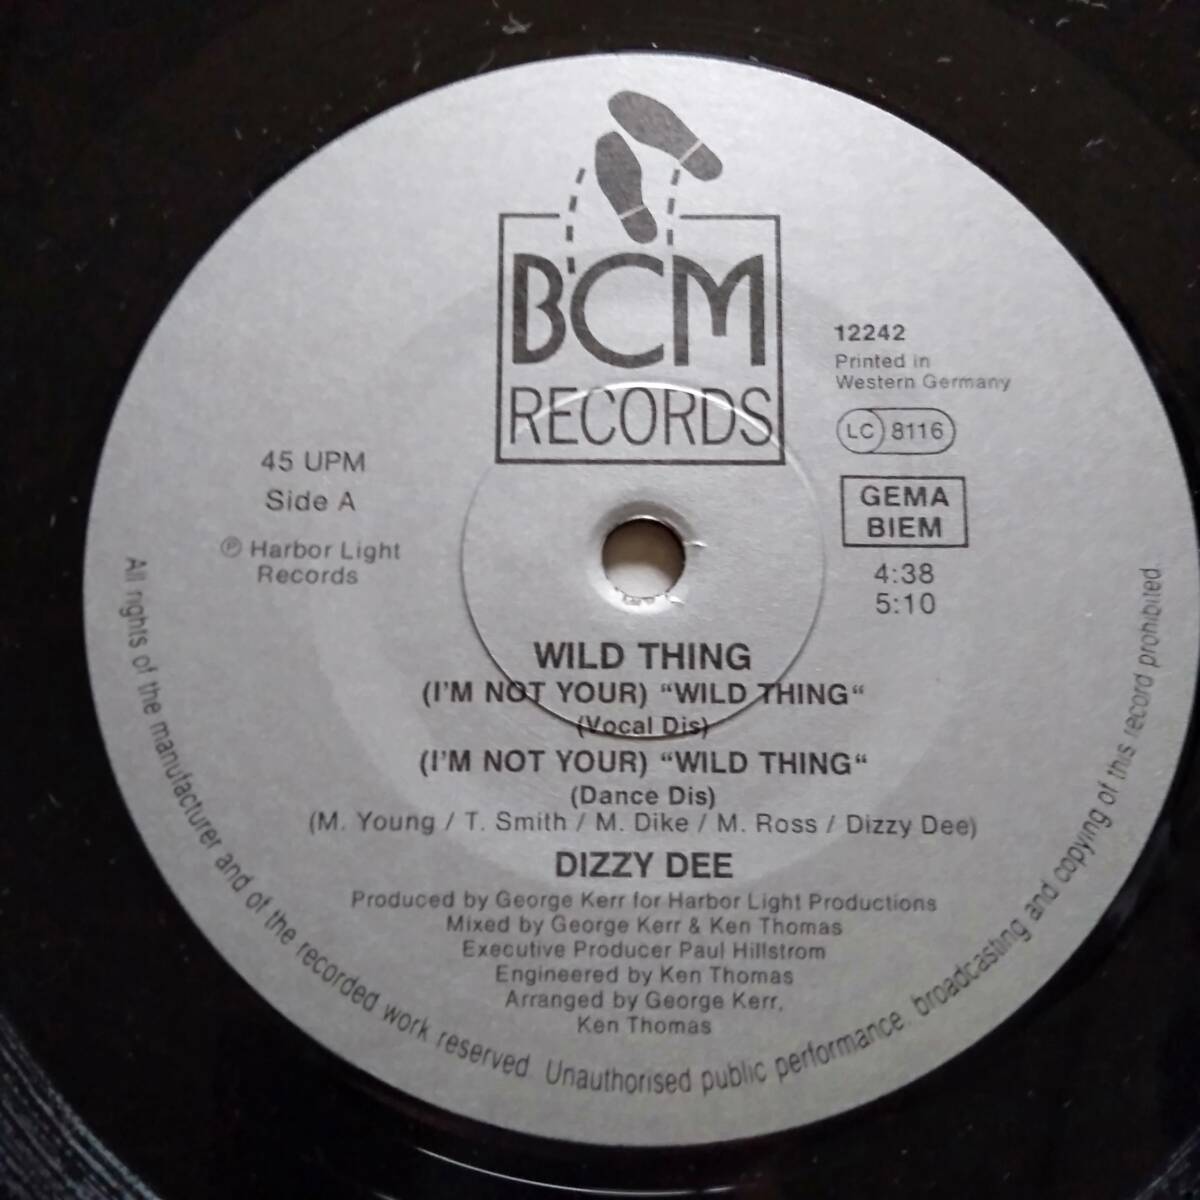 BCM
RECORDS
12242
Printed in
Western Germany
LC 8116
GEMA
BIEM
4:38
5:10
45 UPM
Side A
℗ Harbor Light
Records
WILD THING
(I'M NOT YOUR) “WILD THING“
(Vocal Dis)
(I'M NOT YOUR) “WILD THING“
(Dance Dis)
(M. Young / T. Smith / M. Dike / M. Ross / Dizzy Dee)
DIZZY DEE
Produced by George Kerr for Harbor Light Productions
Mixed by George Kerr & Ken Thomas
Executive Producer Paul Hillstrom
Engineered by Ken Thomas
Arranged by George Kerr,
Ken Thomas
All rights of the manufacturer and of the recorded work reserved. Unauthorised public performance, broadcasting and copying of this record prohibited.